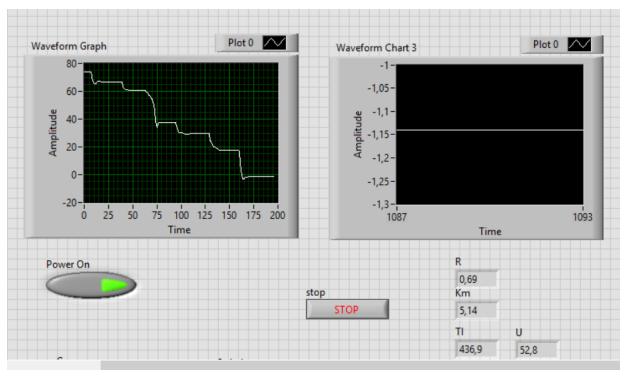 Waveform Graph
Plot 0
80
60
40
20
0
-20
Amplitude
0 25 50 75 100 125 150 175 200
Time
Waveform Chart 3
Plot 0
-1
-1,05
-1,1
-1,15
-1,2
-1,25
-1,3
Amplitude
1087 1093
Time
Power On
stop
STOP
R
0,69
Km
5,14
TI U
436,9 52,8